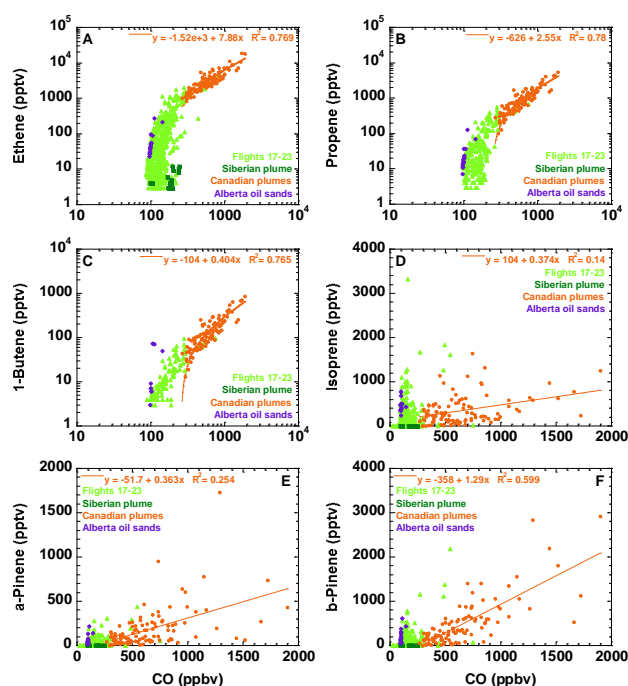 A
y = -1.52e+3 + 7.88x R²= 0.769
Ethene (pptv)
10⁵
10⁴
1000
100
10
1
10
100
1000
10⁴
Flights 17-23
Siberian plume
Canadian plumes
Alberta oil sands
B
y = -626 + 2.55x R²= 0.78
Propene (pptv)
10⁵
10⁴
1000
100
10
1
10
100
1000
10⁴
Flights 17-23
Siberian plume
Canadian plumes
Alberta oil sands
C
y = -104 + 0.404x R²= 0.765
1-Butene (pptv)
10⁴
1000
100
10
1
10
100
1000
10⁴
Flights 17-23
Siberian plume
Canadian plumes
Alberta oil sands
y = 104 + 0.374x R²= 0.14
D
Flights 17-23
Siberian plume
Canadian plumes
Alberta oil sands
Isoprene (pptv)
4000
3000
2000
1000
0
0
500
1000
1500
2000
y = -51.7 + 0.363x R²= 0.254
E
Flights 17-23
Siberian plume
Canadian plumes
Alberta oil sands
a-Pinene (pptv)
2000
1500
1000
500
0
0
500
1000
1500
2000
CO (ppbv)
y = -358 + 1.29x R²= 0.599
F
Flights 17-23
Siberian plume
Canadian plumes
Alberta oil sands
b-Pinene (pptv)
4000
3000
2000
1000
0
0
500
1000
1500
2000
CO (ppbv)